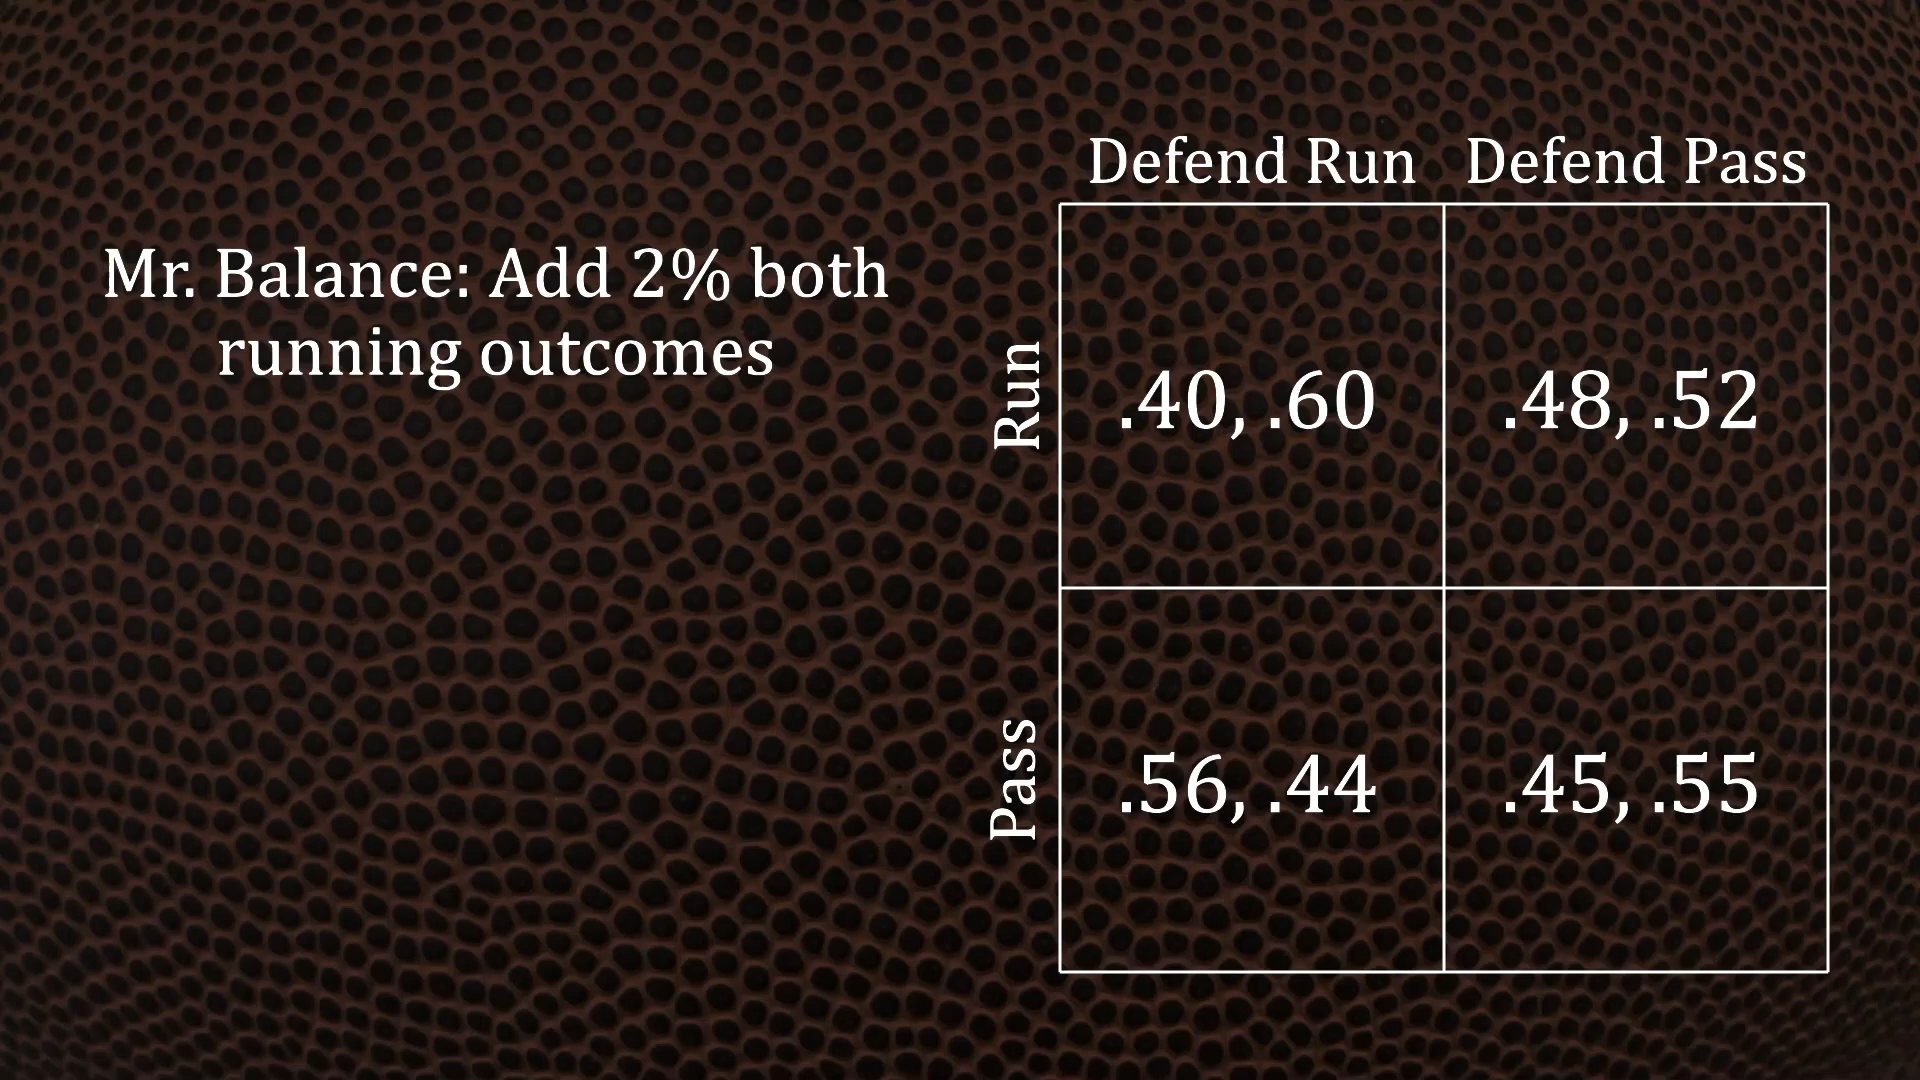 Mr. Balance: Add 2% both
running outcomes
Defend Run Defend Pass
Run
.40, .60 .48, .52
Pass
.56, .44 .45, .55